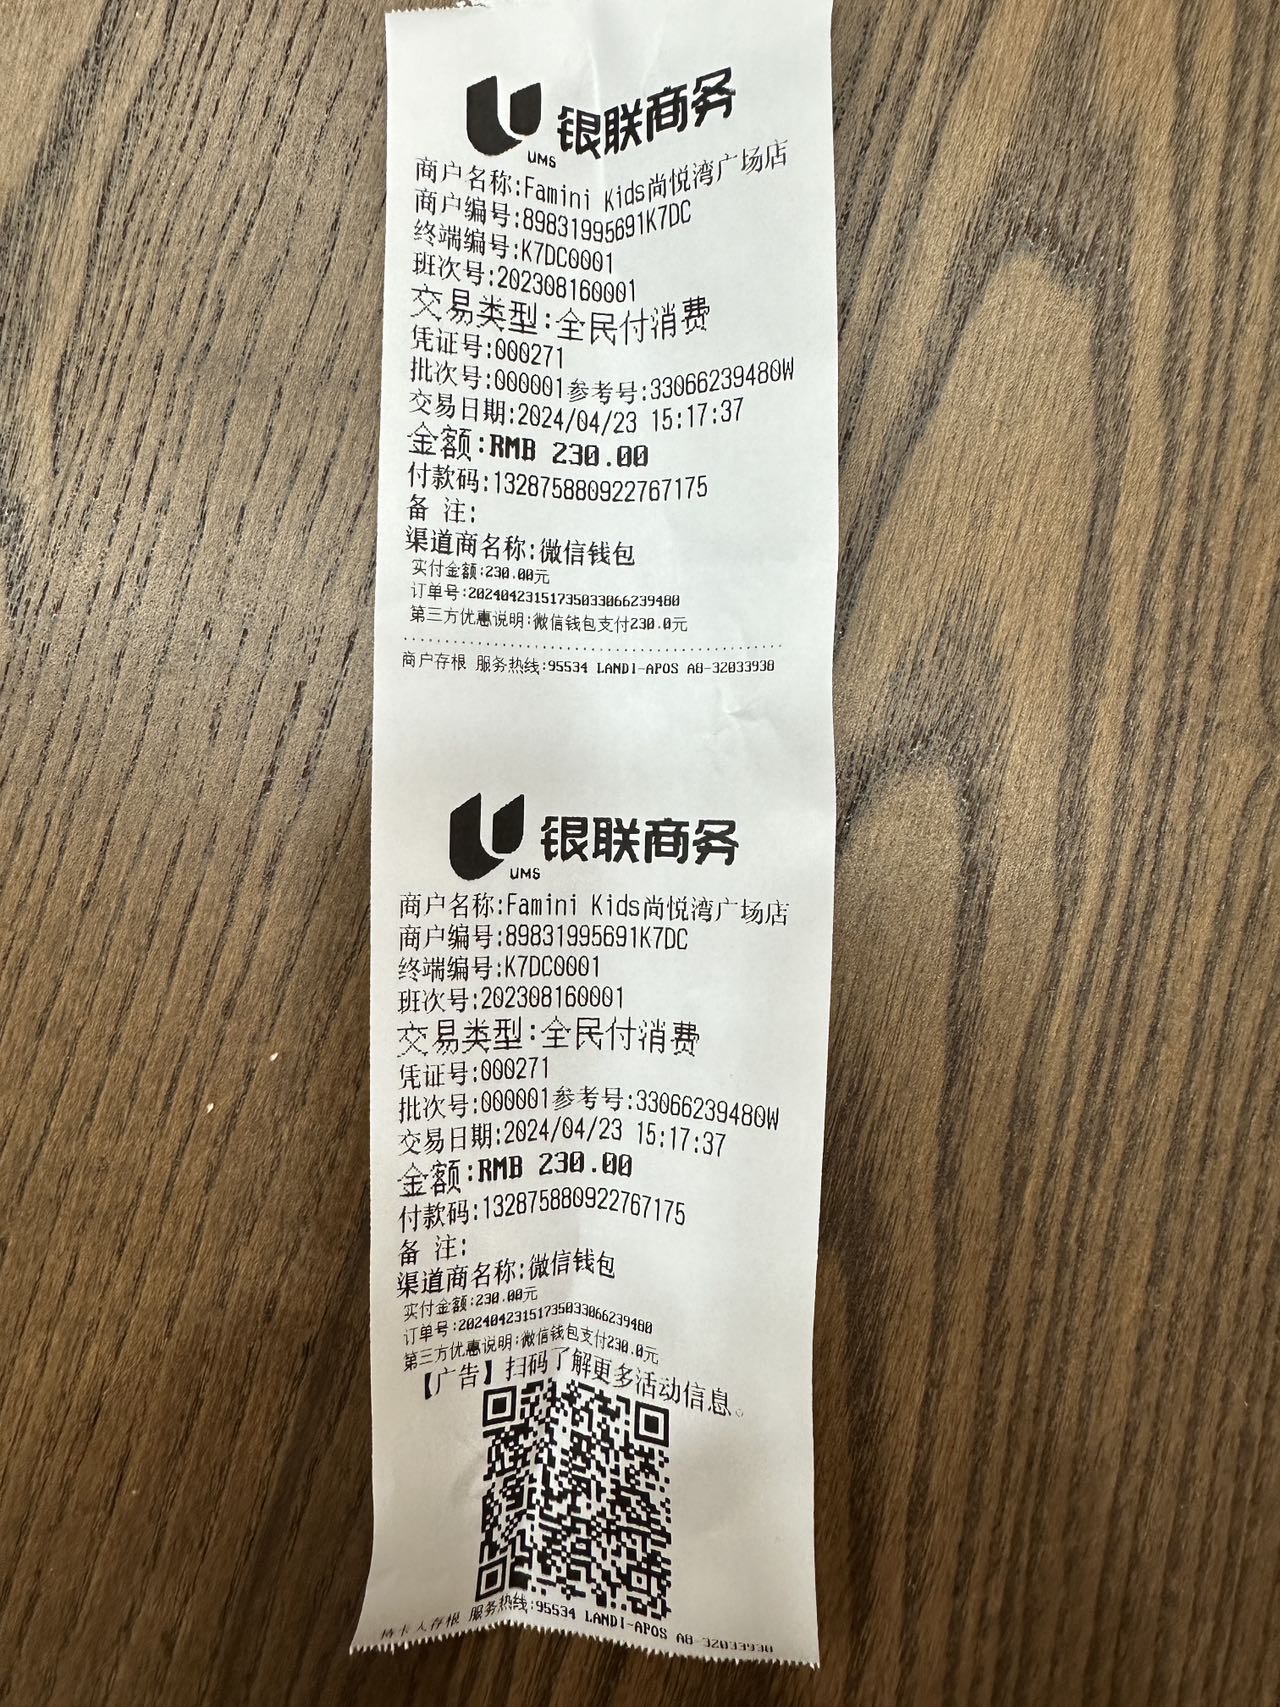 银联商务
UMS
商户名称:Famini Kids尚悦湾广场店
商户编号:89831995691K7DC
终端编号:K7DC0001
班次号:202308160001
交易类型:全民付消费
凭证号:000271
批次号:000001参考号:33066239480W
交易日期:2024/04/23 15:17:37
金额:RMB 230.00
付款码:132875880922767175
备 注:
渠道商名称:微信钱包
实付金额:230.00元
订单号:20240423151735033066239480
第三方优惠说明:微信钱包支付230.0元
商户存根 服务热线:95534 LANDI-APOS A8-32033938
银联商务
UMS
商户名称:Famini Kids尚悦湾广场店
商户编号:89831995691K7DC
终端编号:K7DC0001
班次号:202308160001
交易类型:全民付消费
凭证号:000271
批次号:000001参考号:33066239480W
交易日期:2024/04/23 15:17:37
金额:RMB 230.00
付款码:132875880922767175
备 注:
渠道商名称:微信钱包
实付金额:230.00元
订单号:20240423151735033066239480
第三方优惠说明:微信钱包支付230.0元
【广告】扫码了解更多活动信息。
持卡人存根 服务热线:95534 LANDI-APOS A8-32033938